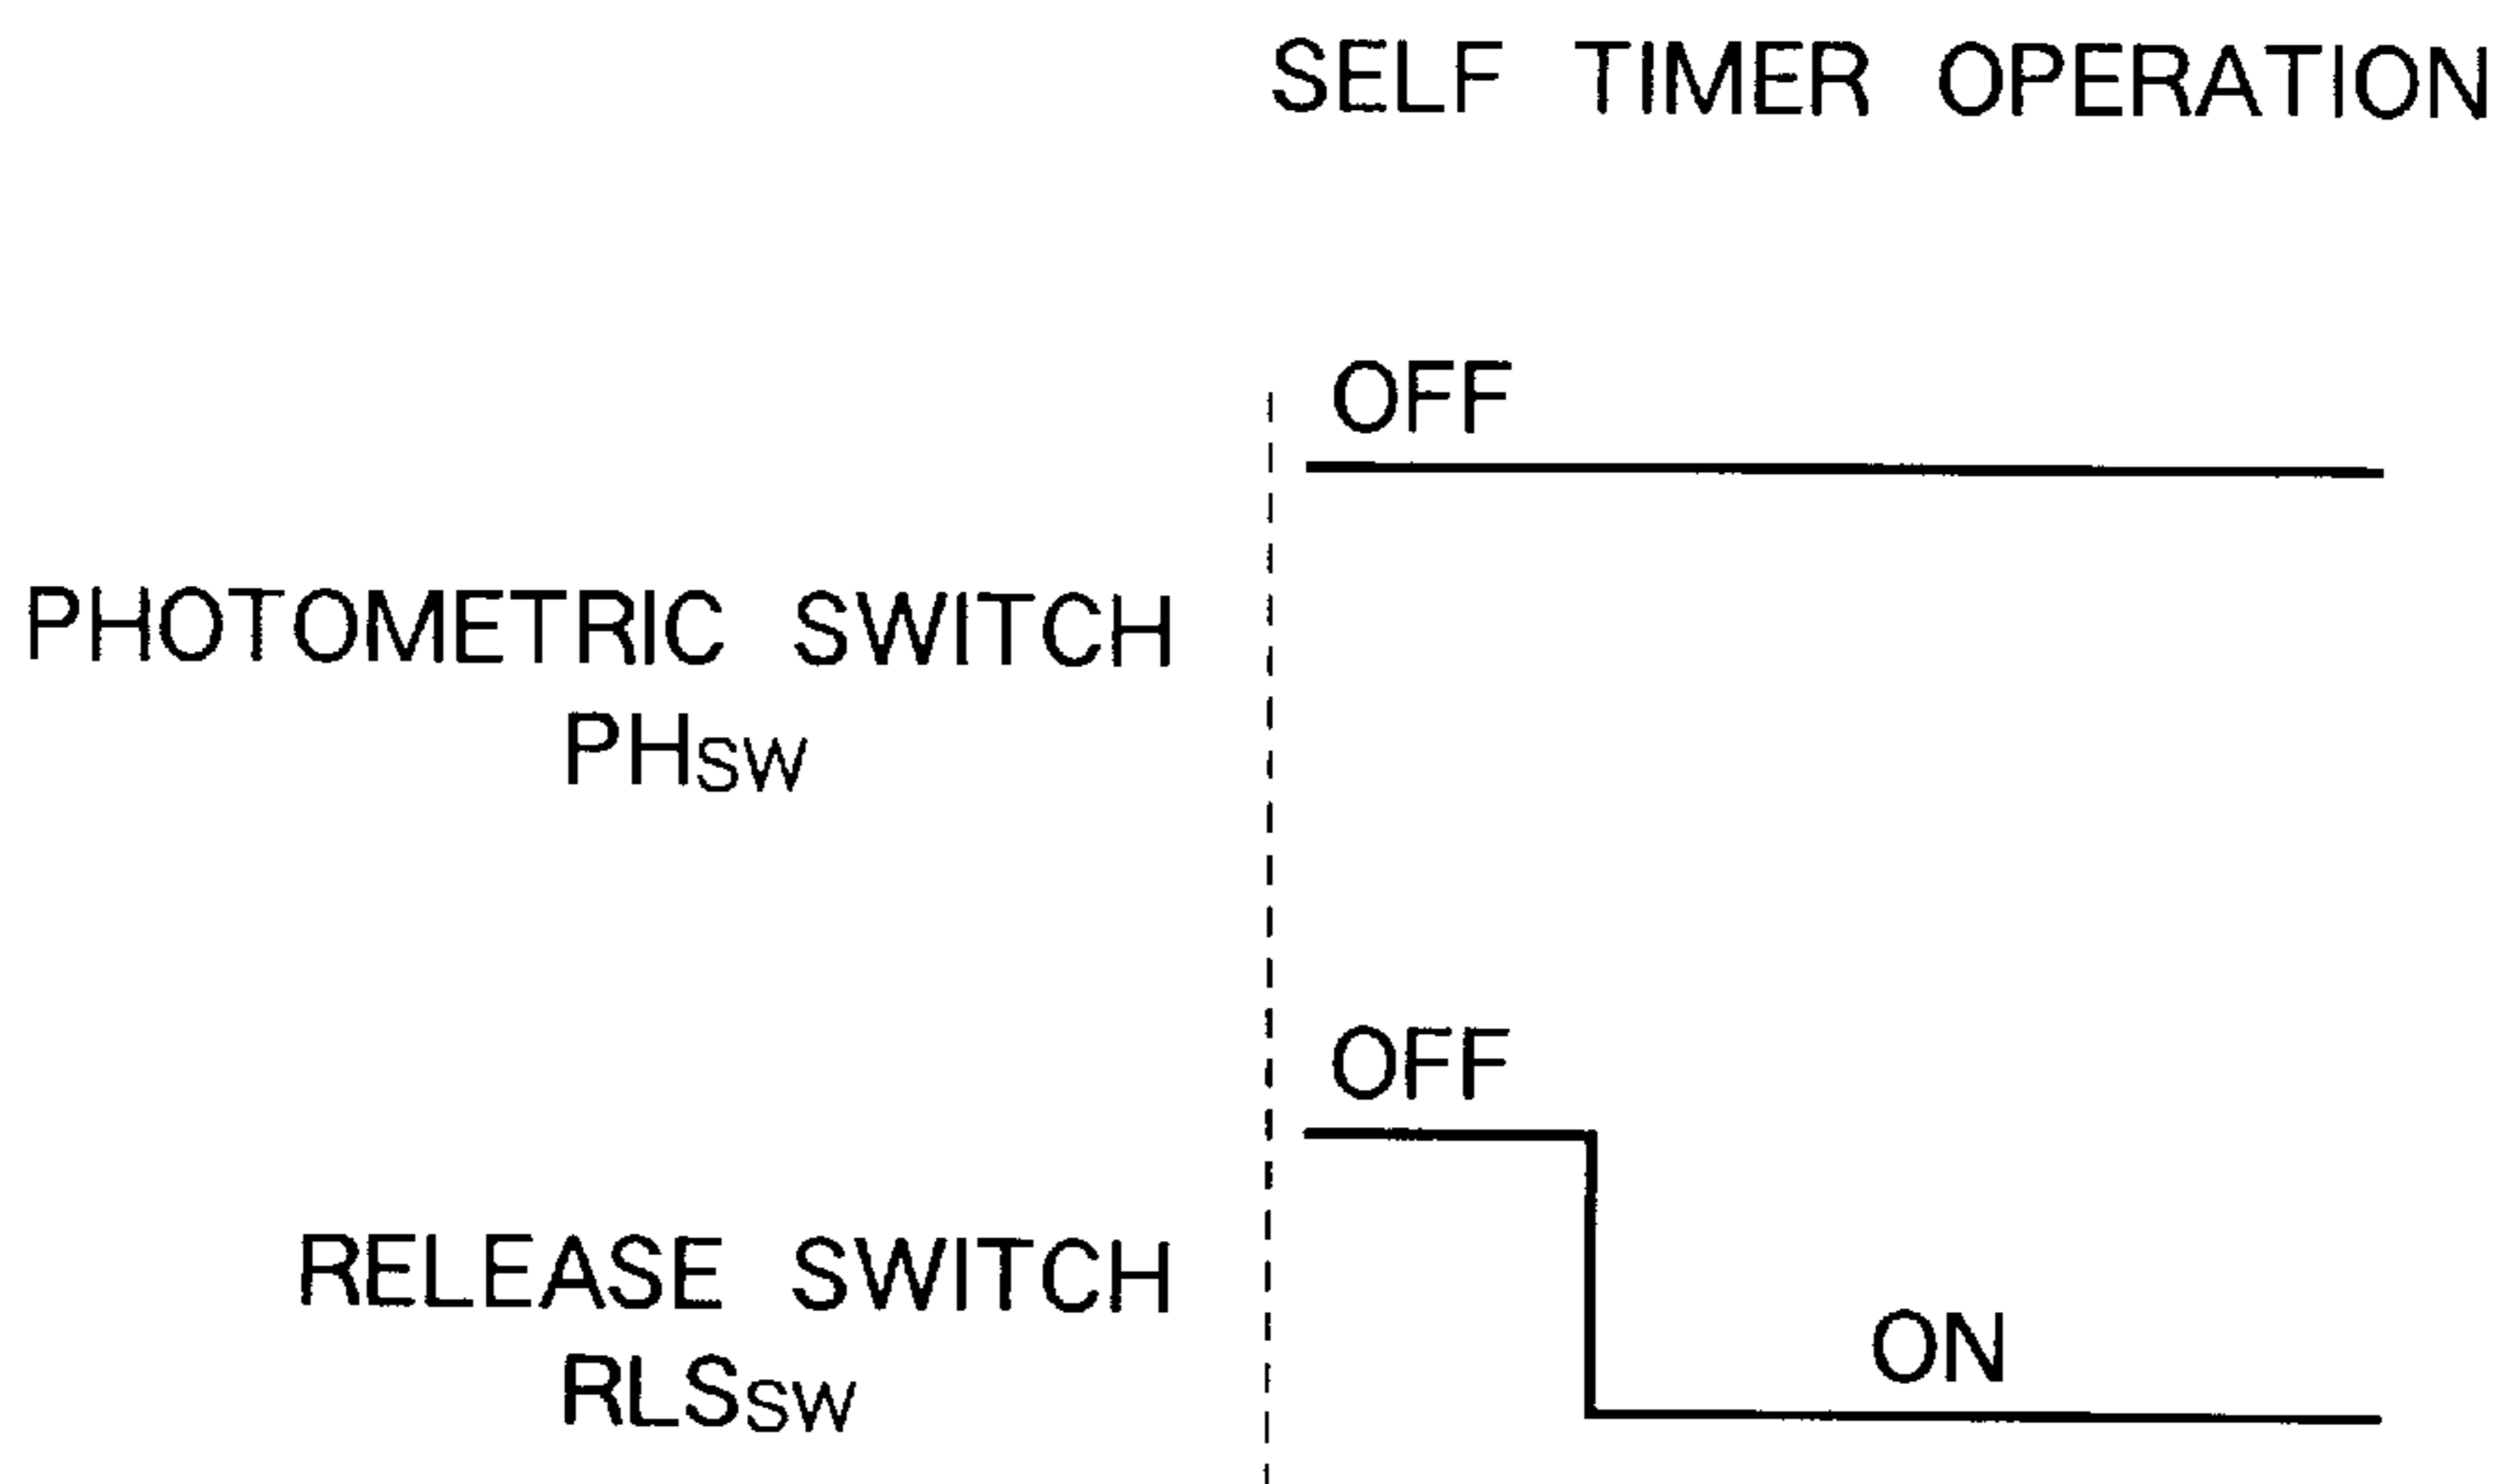 SELF TIMER OPERATION
OFF
PHOTOMETRIC SWITCH
PHSW
OFF
RELEASE SWITCH
ON
RLSSW